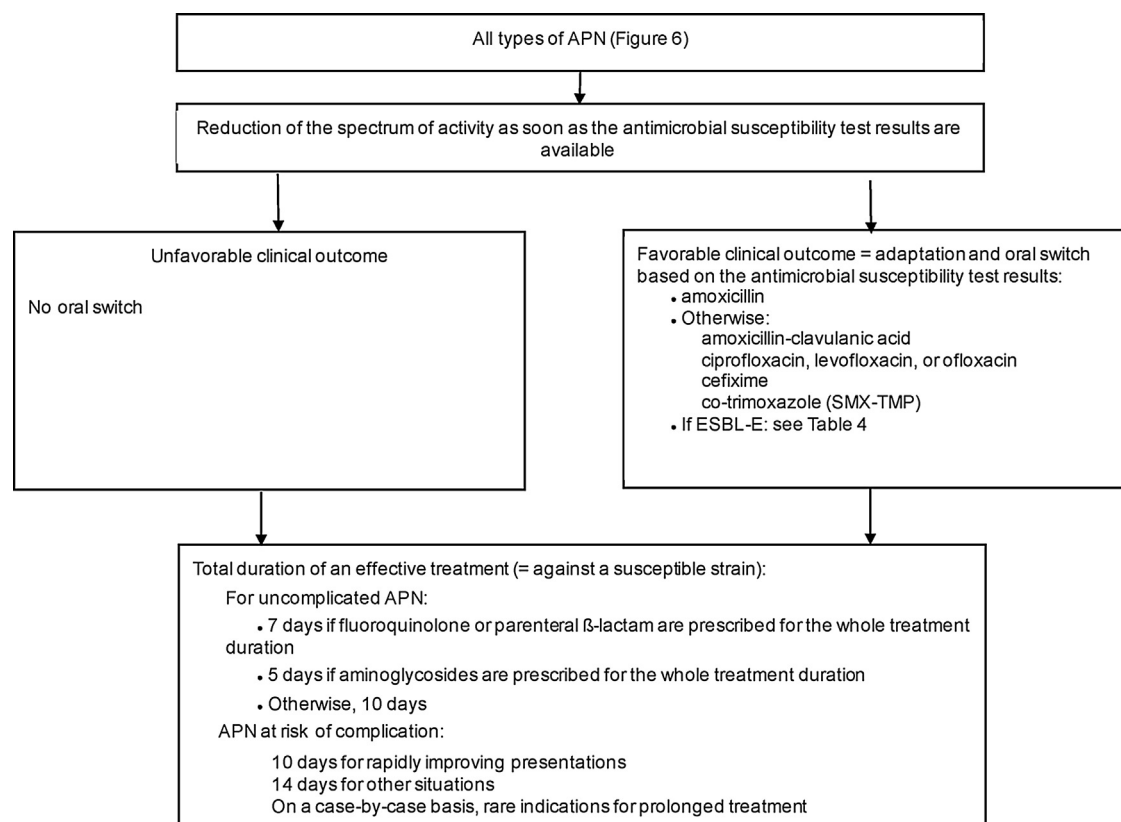 All types of APN (Figure 6)
Reduction of the spectrum of activity as soon as the antimicrobial susceptibility test results are
available
Unfavorable clinical outcome
No oral switch
Favorable clinical outcome = adaptation and oral switch
based on the antimicrobial susceptibility test results:
• amoxicillin
• Otherwise:
amoxicillin-clavulanic acid
ciprofloxacin, levofloxacin, or ofloxacin
cefixime
co-trimoxazole (SMX-TMP)
• If ESBL-E: see Table 4
Total duration of an effective treatment (= against a susceptible strain):
For uncomplicated APN:
• 7 days if fluoroquinolone or parenteral ß-lactam are prescribed for the whole treatment
duration
• 5 days if aminoglycosides are prescribed for the whole treatment duration
• Otherwise, 10 days
APN at risk of complication:
10 days for rapidly improving presentations
14 days for other situations
On a case-by-case basis, rare indications for prolonged treatment